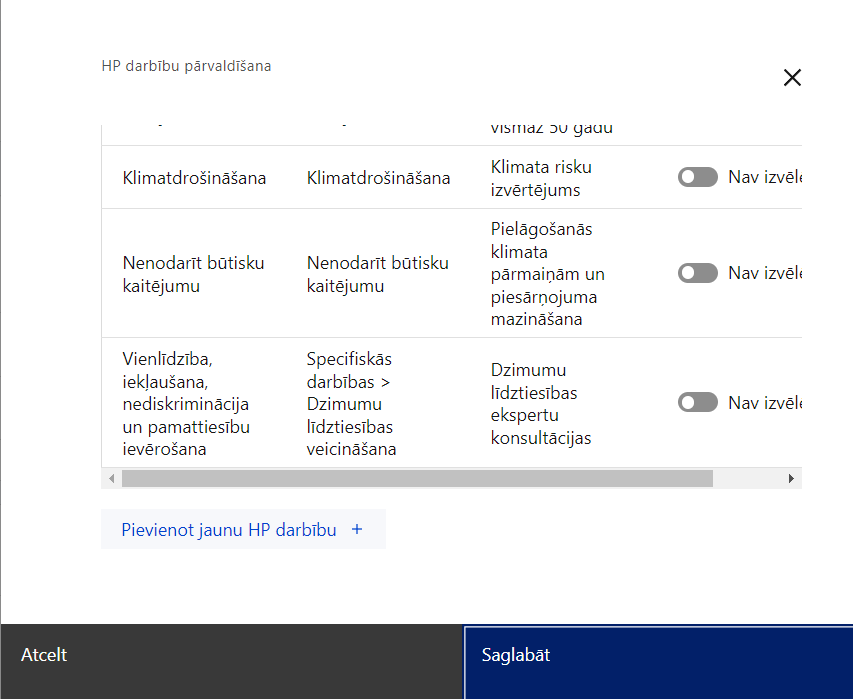 HP darbību pārvaldīšana
vismaz 50 gadu
Klimatdrošināšana
Klimatdrošināšana
Klimata risku
izvērtējums
Nav izvēle
Nenodarīt būtisku
kaitējumu
Nenodarīt būtisku
kaitējumu
Pielāgošanās
klimata
pārmaiņām un
piesārņojuma
mazināšana
Nav izvēle
Vienlīdzība,
iekļaušana,
nediskriminācija
un pamattiesību
ievērošana
Specifiskās
darbības >
Dzimumu
līdztiesības
veicināšana
Dzimumu
līdztiesības
ekspertu
konsultācijas
Nav izvēle
Pievienot jaunu HP darbību +
Atcelt
Saglabāt